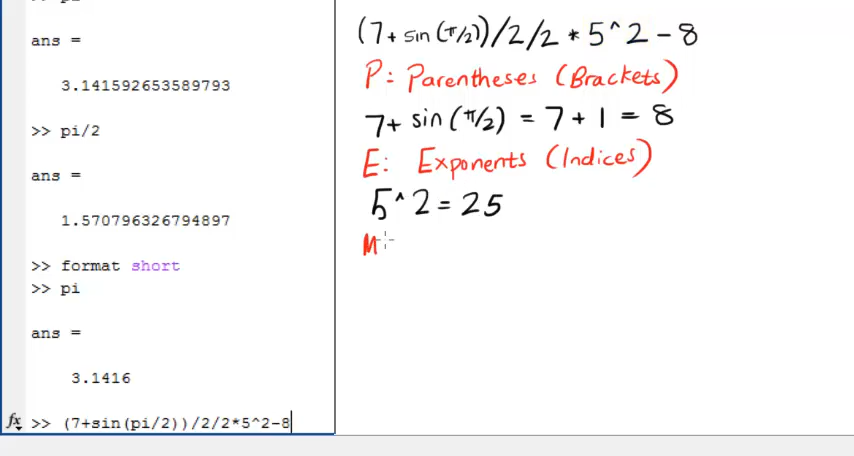 ans =
3.141592653589793
>> pi/2
ans =
1.570796326794897
>> format short
>> pi
ans =
3.1416
fx >> (7+sin(pi/2))/2/2*5^2-8
(7+ sin(π/2))/2/2 * 5^2 - 8
P: Parentheses (Brackets)
7+ sin(π/2) = 7 + 1 = 8
E: Exponents (Indices)
5^2 = 25
M